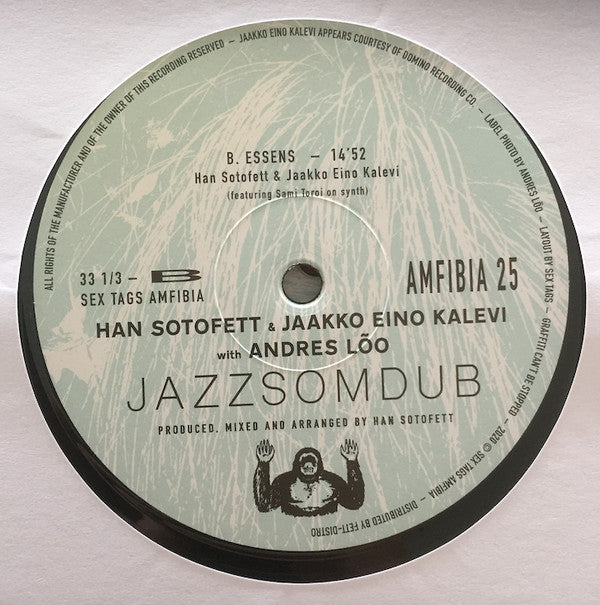 ALL RIGHTS OF THE MANUFACTURER AND OF THE OWNER OF THIS RECORDING RESERVED – JAAKKO EINO KALEVI APPEARS COURTESY OF DOMINO RECORDING CO. – LABEL PHOTO BY ANDRES LÕO – LAYOUT BY SEX TAGS – GRAFFITI CAN'T BE STOPPED – 2020 © SEX TAGS AMFIBIA – DISTRIBUTED BY FETT-DISTRO
B. ESSENS – 14'52
Han Sotofett & Jaakko Eino Kalevi
(featuring Sami Toroi on synth)
33 1/3 – B
SEX TAGS AMFIBIA
AMFIBIA 25
HAN SOTOFETT & JAAKKO EINO KALEVI
with ANDRES LÕO
JAZZSOMDUB
PRODUCED, MIXED AND ARRANGED BY HAN SOTOFETT